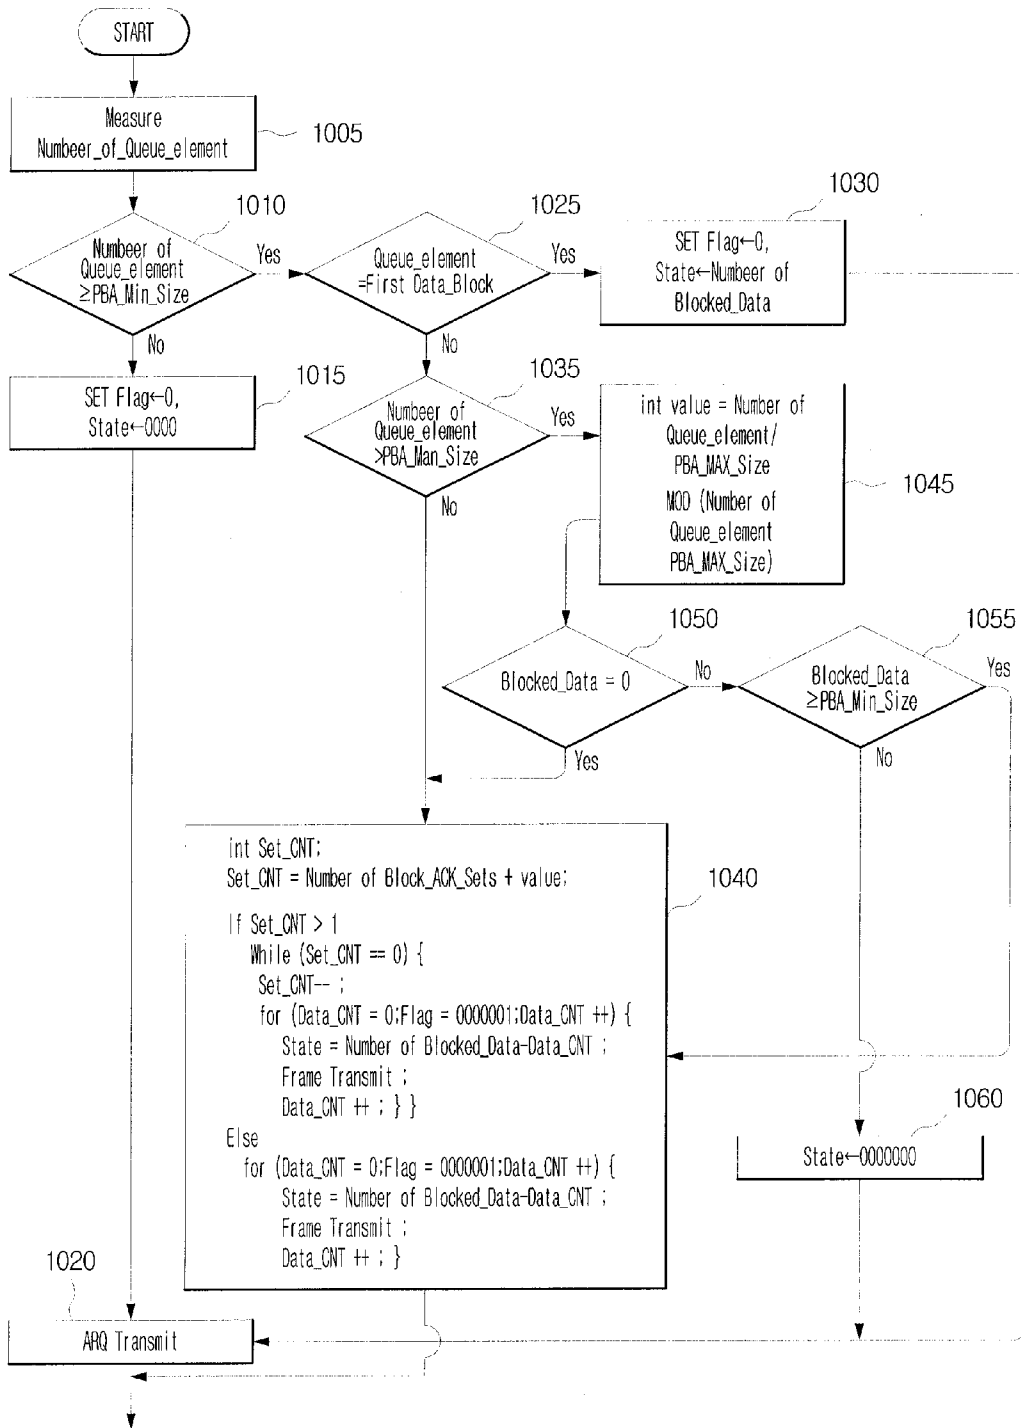 START
Measure
Numbeer_of_Queue_element
1005
1010
Numbeer of
Queue_element
≥PBA_Min_Size
Yes
No
1025
Queue_element
=First Data_Block
Yes
No
1030
SET Flag←0,
State←Numbeer of
Blocked_Data
1015
SET Flag←0,
State←0000
1035
Numbeer of
Queue_element
>PBA_Man_Size
Yes
No
int value = Number of
Queue_element/
PBA_MAX_Size
MOD (Number of
Queue_element
PBA_MAX_Size)
1045
1050
Blocked_Data = 0
No
Yes
1055
Blocked_Data
≥PBA_Min_Size
Yes
No
int Set_CNT;
Set_CNT = Number of Block_ACK_Sets + value;
If Set_CNT > 1
While (Set_CNT == 0) {
Set_CNT-- ;
for (Data_CNT = 0;Flag = 0000001;Data_CNT ++) {
State = Number of Blocked_Data-Data_CNT ;
Frame Transmit ;
Data_CNT ++ ; } }
Else
for (Data_CNT = 0;Flag = 0000001;Data_CNT ++) {
State = Number of Blocked_Data-Data_CNT ;
Frame Transmit ;
Data_CNT ++ ; }
1040
1060
State←0000000
1020
ARQ Transmit